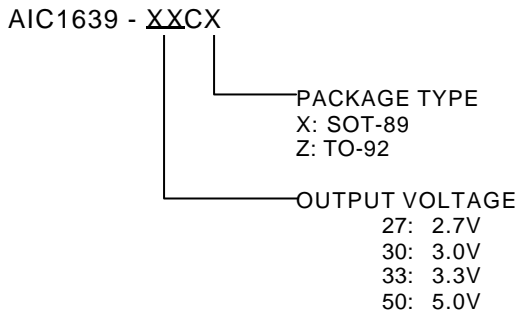 AIC1639 - XXCX
PACKAGE TYPE
X: SOT-89
Z: TO-92
OUTPUT VOLTAGE
27: 2.7V
30: 3.0V
33: 3.3V
50: 5.0V